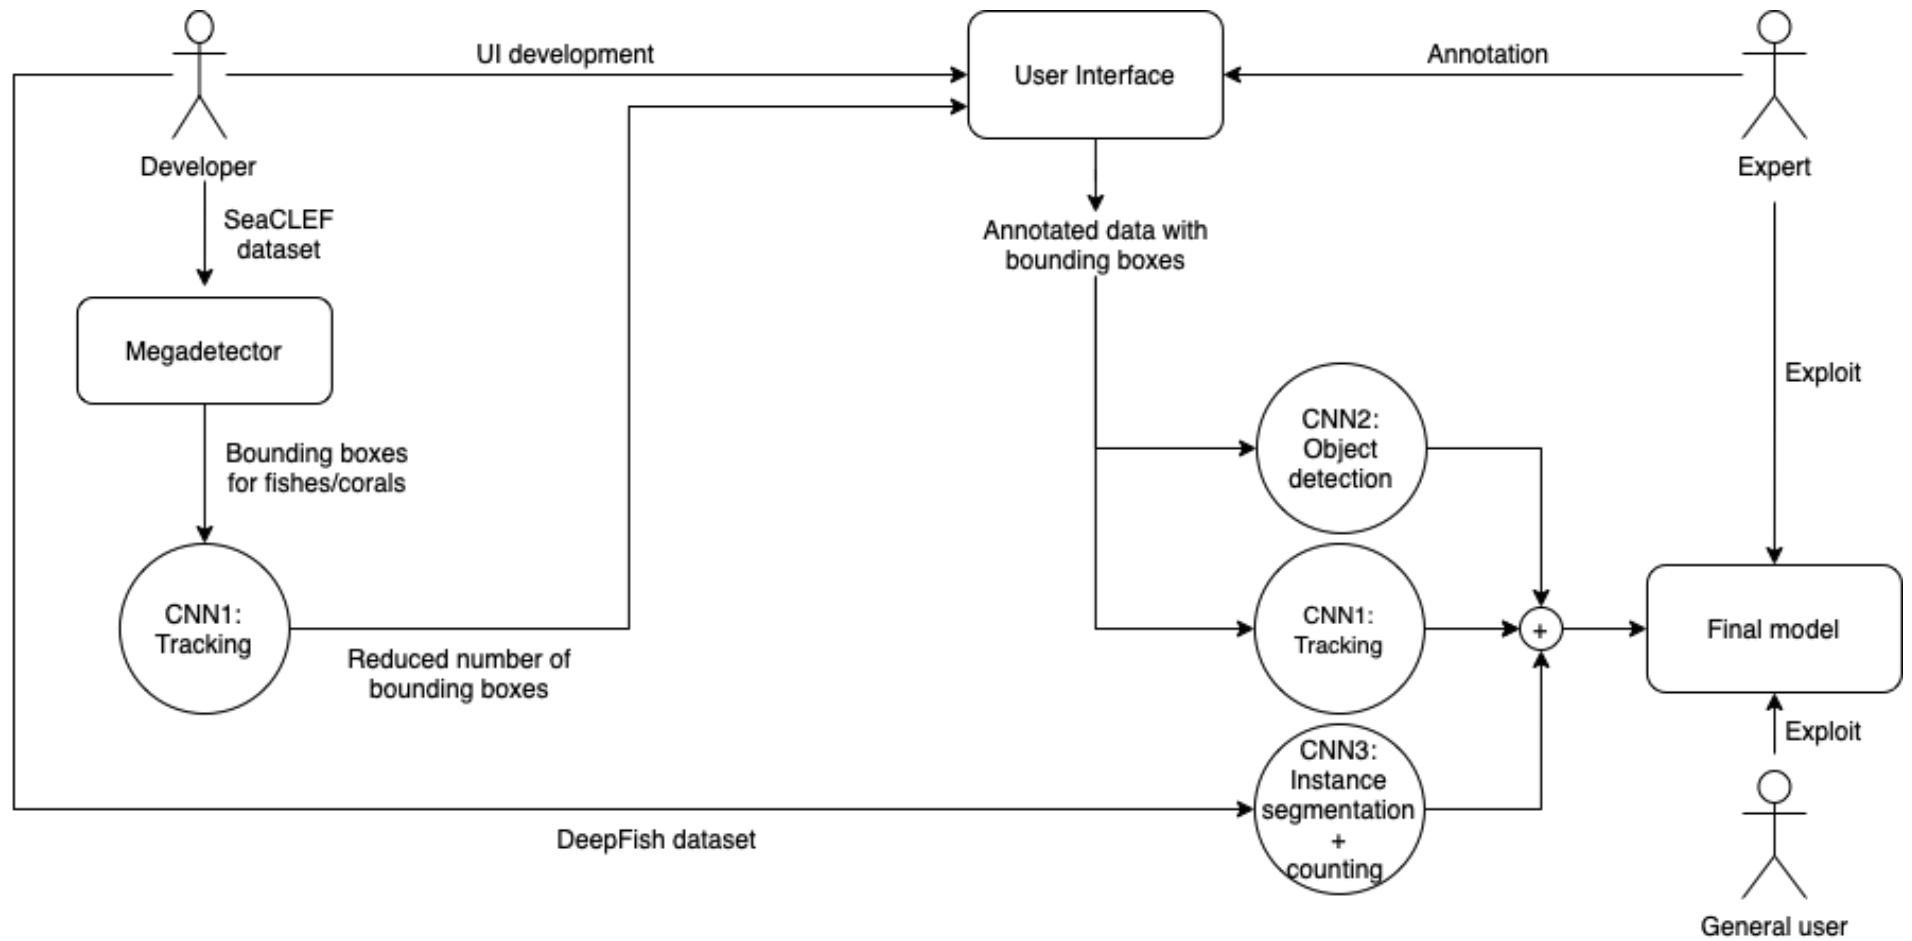 UI development
User Interface
Annotation
Developer
Expert
SeaCLEF
dataset
Annotated data with
bounding boxes
Megadetector
Exploit
Bounding boxes
for fishes/corals
CNN2:
Object
detection
CNN1:
Tracking
Reduced number of
bounding boxes
CNN1:
Tracking
+
Final model
Exploit
CNN3:
Instance
segmentation
+
counting
DeepFish dataset
General user